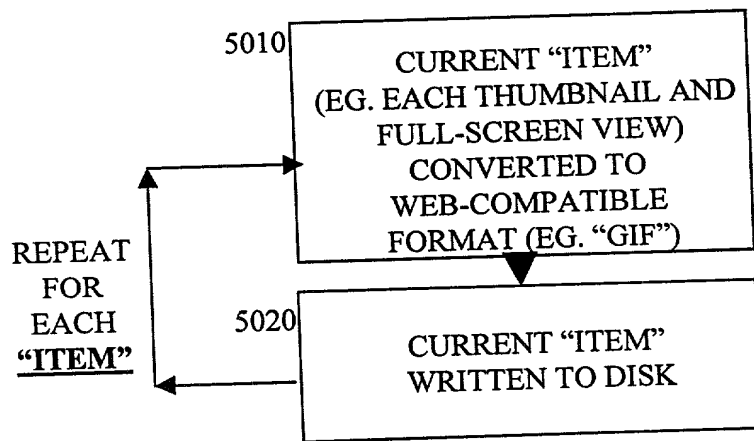 5010
CURRENT “ITEM”
(EG. EACH THUMBNAIL AND
FULL-SCREEN VIEW)
CONVERTED TO
WEB-COMPATIBLE
FORMAT (EG. “GIF”)
REPEAT
FOR
EACH
“ITEM”
5020
CURRENT “ITEM”
WRITTEN TO DISK